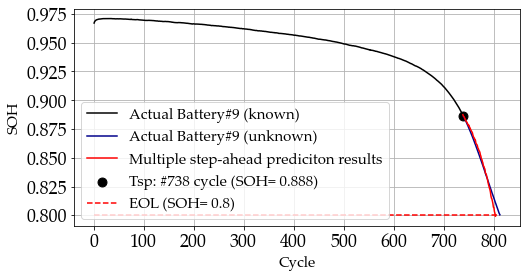 0.975
0.950
0.925
0.900
0.875
0.850
0.825
0.800
SOH
Actual Battery#9 (known)
Actual Battery#9 (unknown)
Multiple step-ahead prediciton results
Tsp: #738 cycle (SOH= 0.888)
EOL (SOH= 0.8)
0 100 200 300 400 500 600 700 800
Cycle